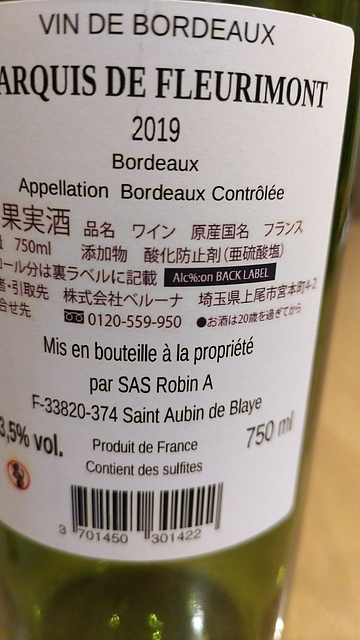 VIN DE BORDEAUX
ARQUIS DE FLEURIMONT
2019
Bordeaux
Appellation Bordeaux Contrôlée
果実酒 品名 ワイン 原産国名 フランス
750ml 添加物 酸化防止剤(亜硫酸塩)
ール分は裏ラベルに記載 Alc%:on BACK LABEL
者・引取先 株式会社ベルーナ 埼玉県上尾市宮本町4-2
合せ先 0120-559-950 ●お酒は20歳を過ぎてから
Mis en bouteille à la propriété
par SAS Robin A
F-33820-374 Saint Aubin de Blaye
3,5% vol. 750 ml
Produit de France
Contient des sulfites
3 701450 301422